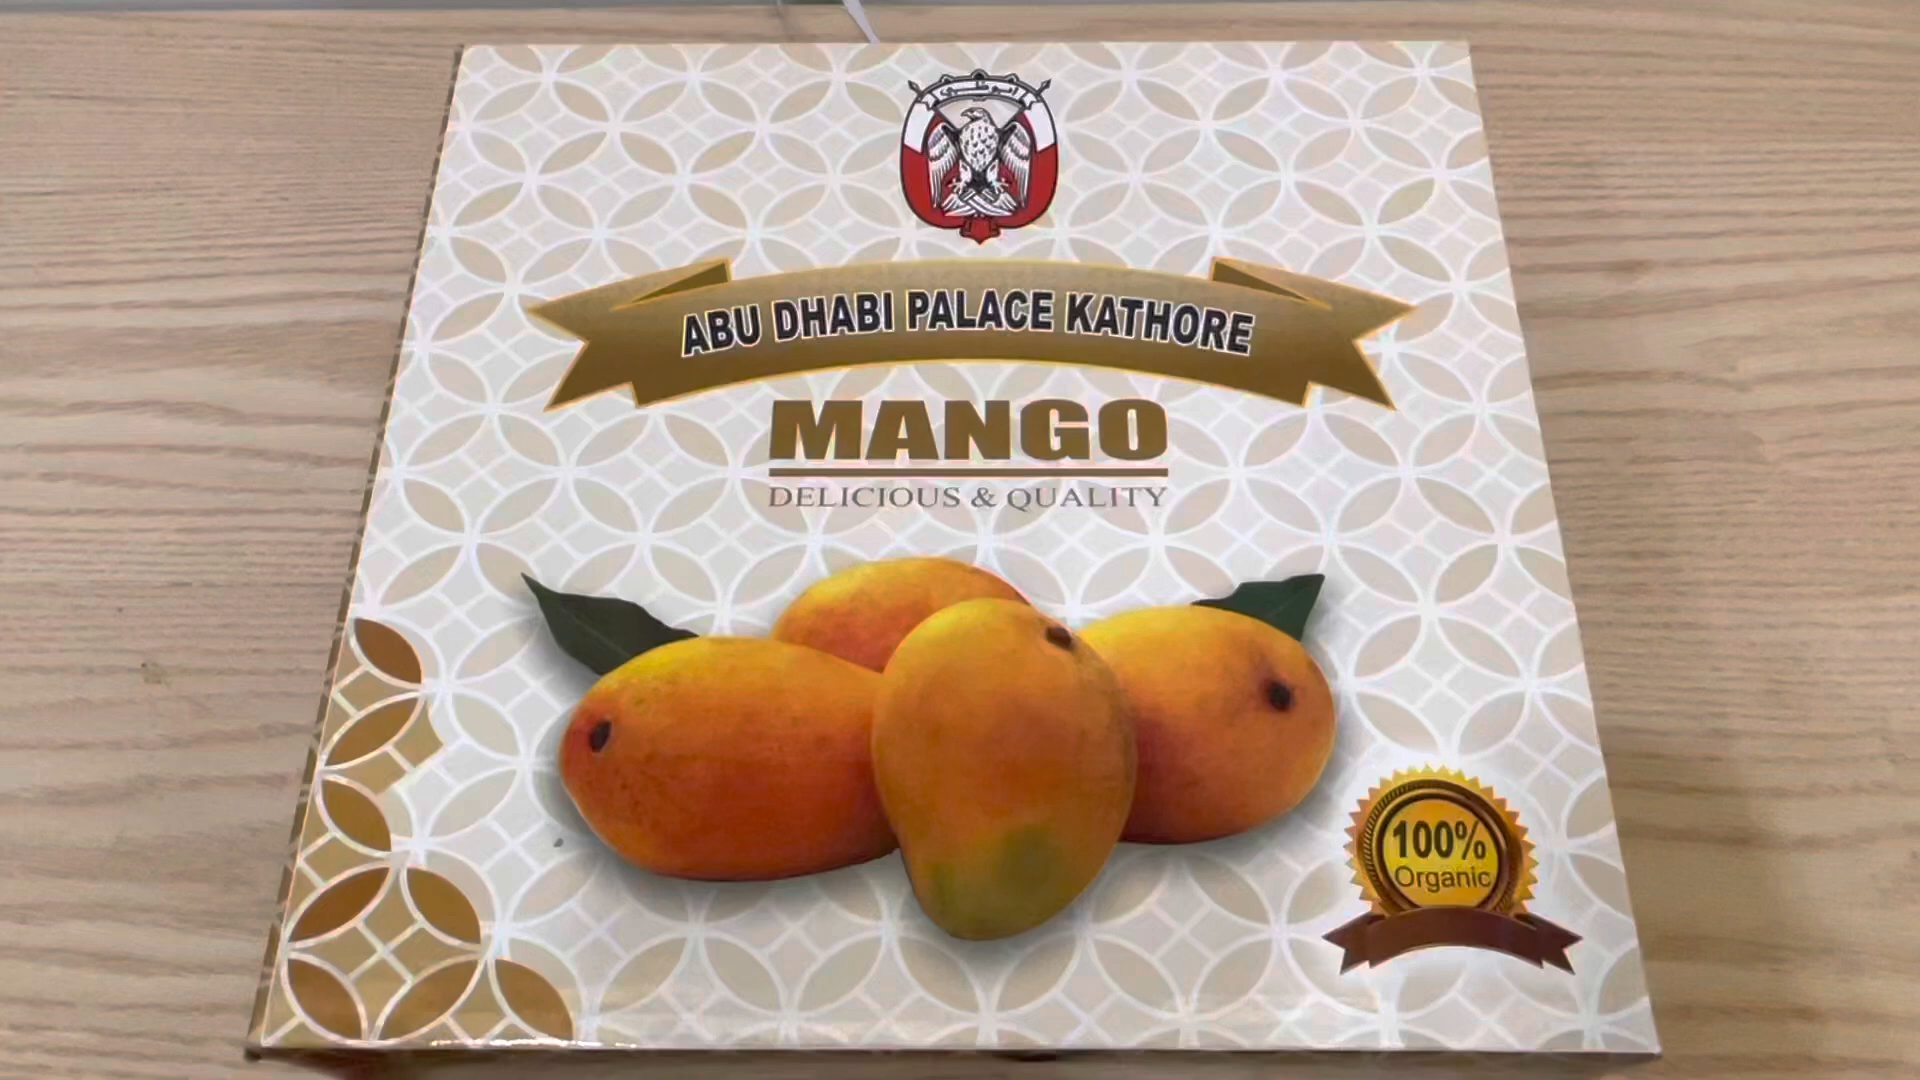 ABU DHABI PALACE KATHORE
MANGO
DELICIOUS & QUALITY
100%
Organic